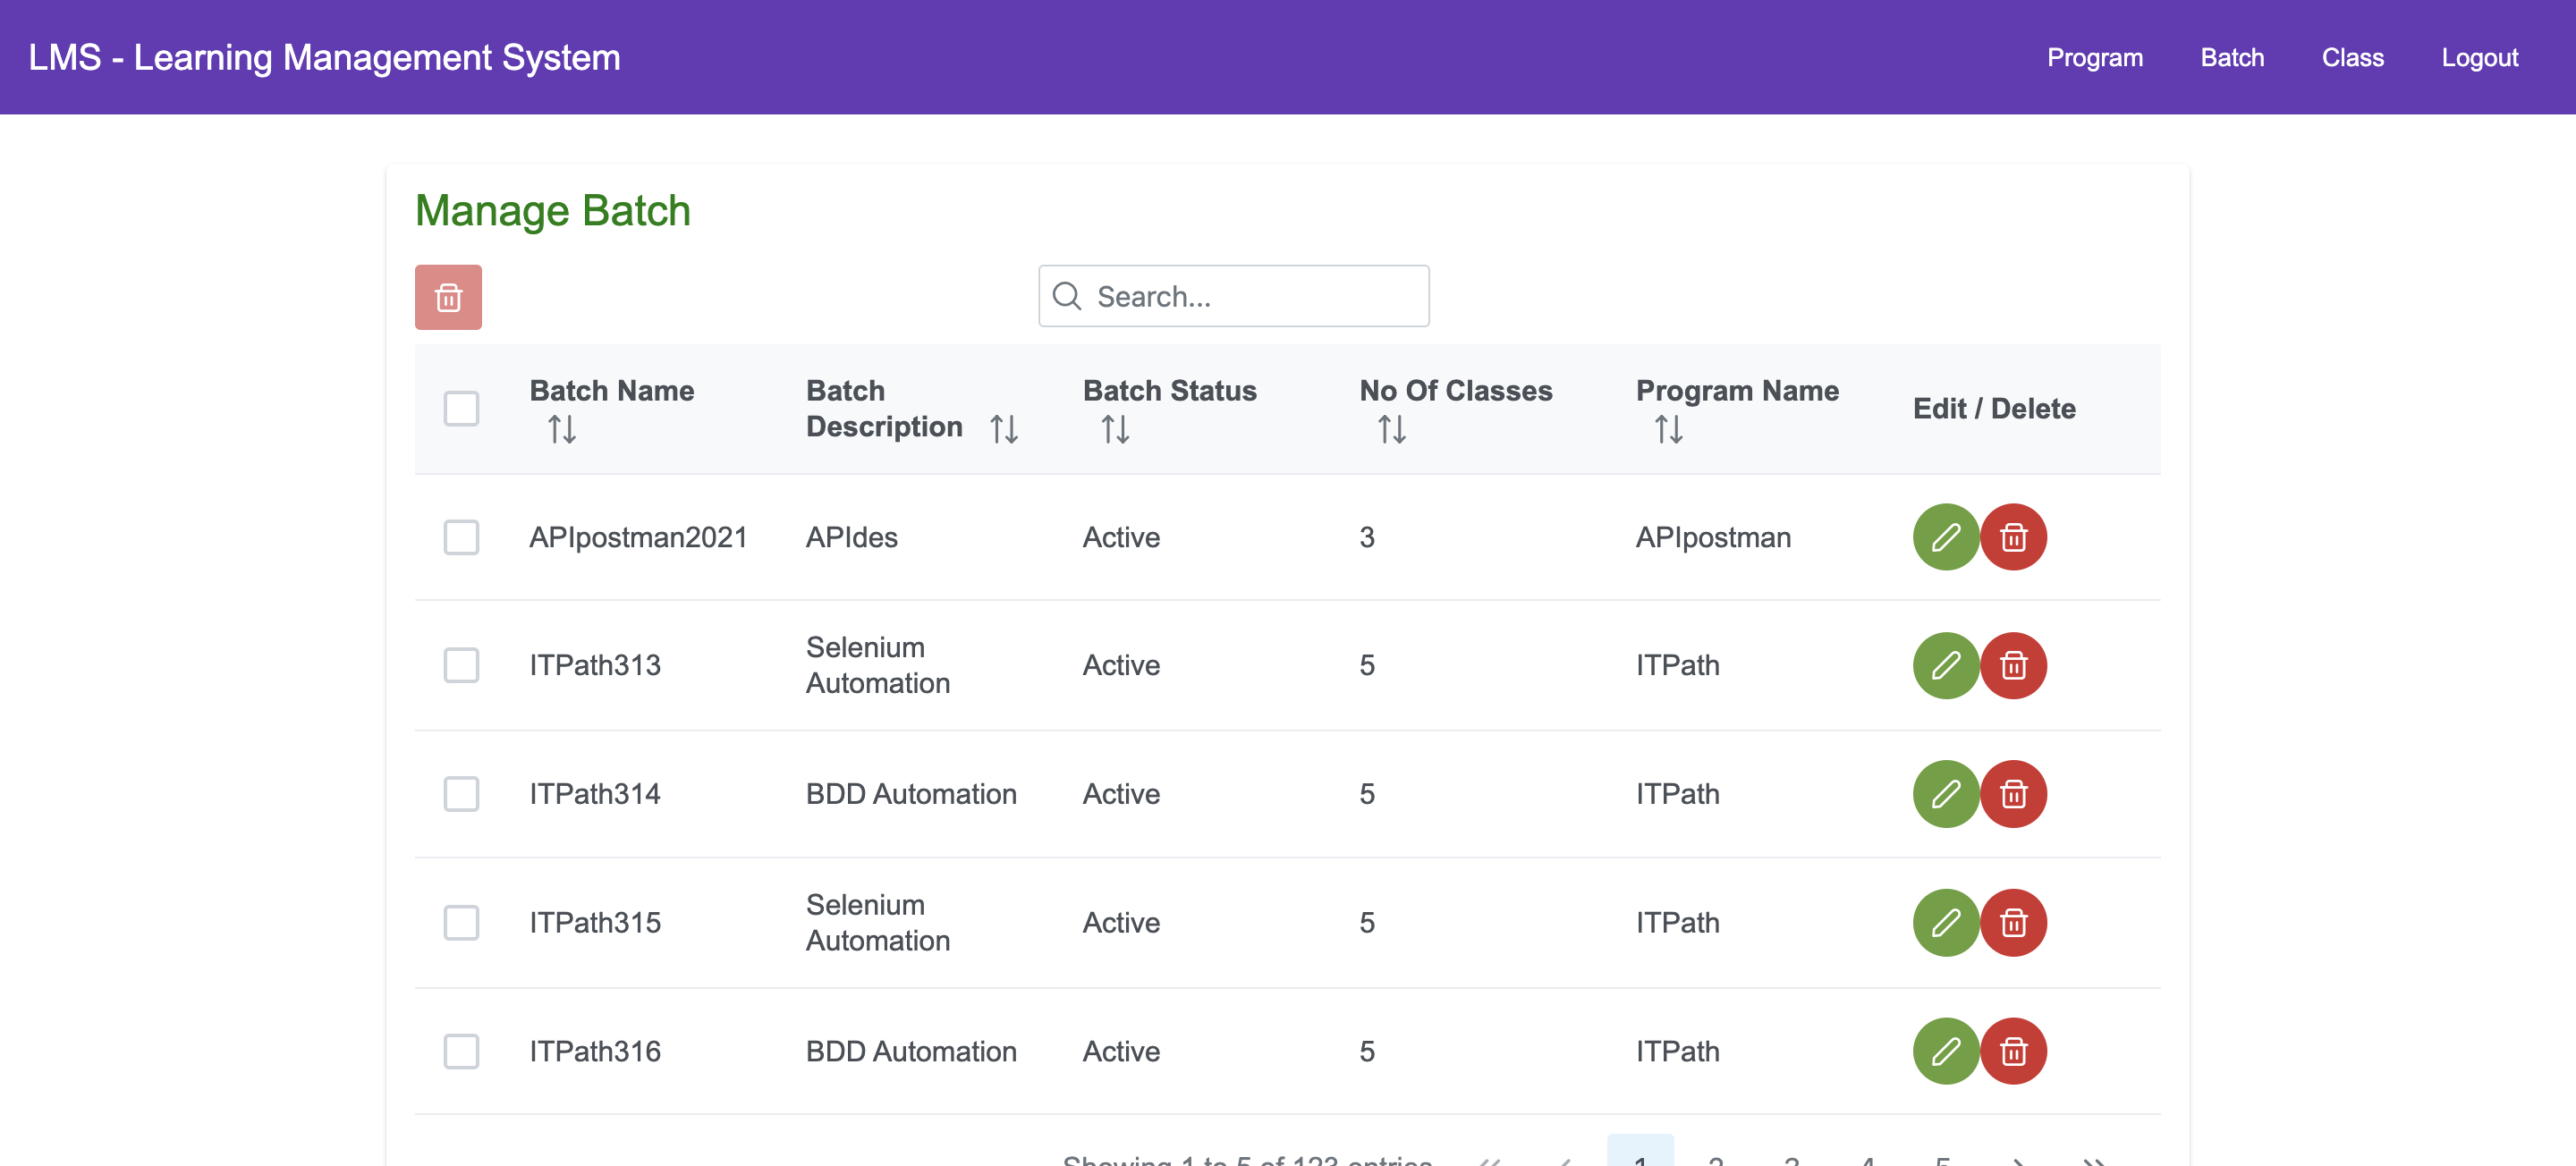 LMS - Learning Management System
Program Batch Class Logout
Manage Batch
Search...
Batch Name Batch Description Batch Status No Of Classes Program Name Edit / Delete
APIpostman2021 APIdes Active 3 APIpostman
ITPath313 Selenium Automation Active 5 ITPath
ITPath314 BDD Automation Active 5 ITPath
ITPath315 Selenium Automation Active 5 ITPath
ITPath316 BDD Automation Active 5 ITPath
Showing 1 to 5 of 123 entries << < 1 2 3 4 5 > >>